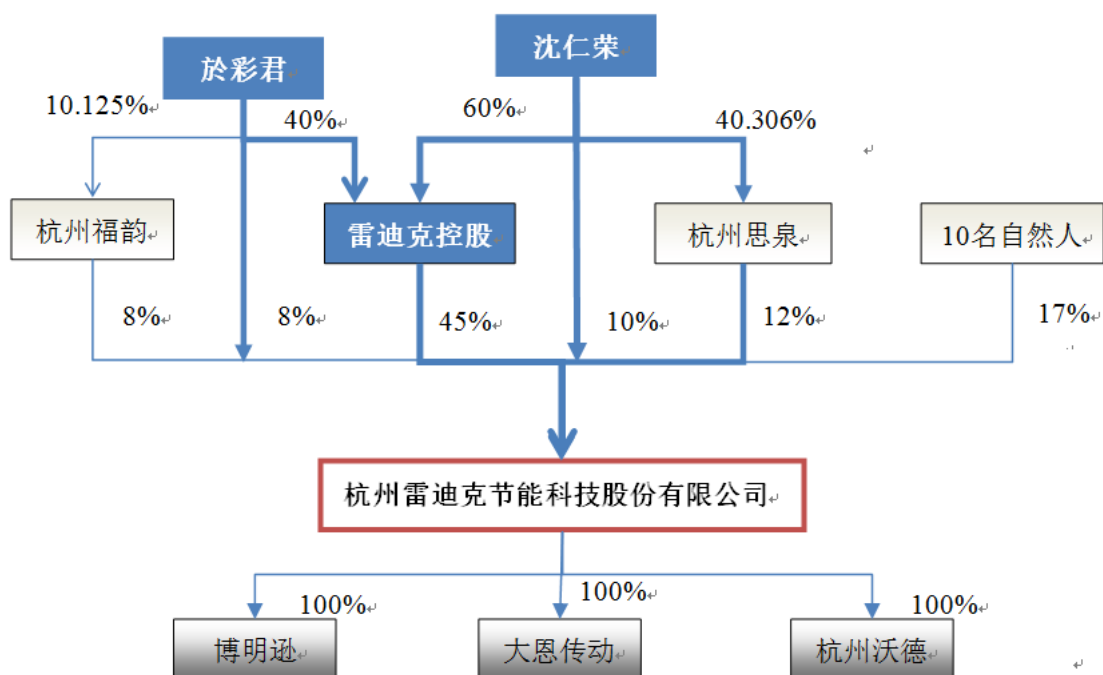 於彩君
沈仁荣
10.125%
40%
60%
40.306%
杭州福韵
雷迪克控股
杭州思泉
10名自然人
8%
8%
45%
10%
12%
17%
杭州雷迪克节能科技股份有限公司
100%
100%
100%
博明逊
大恩传动
杭州沃德